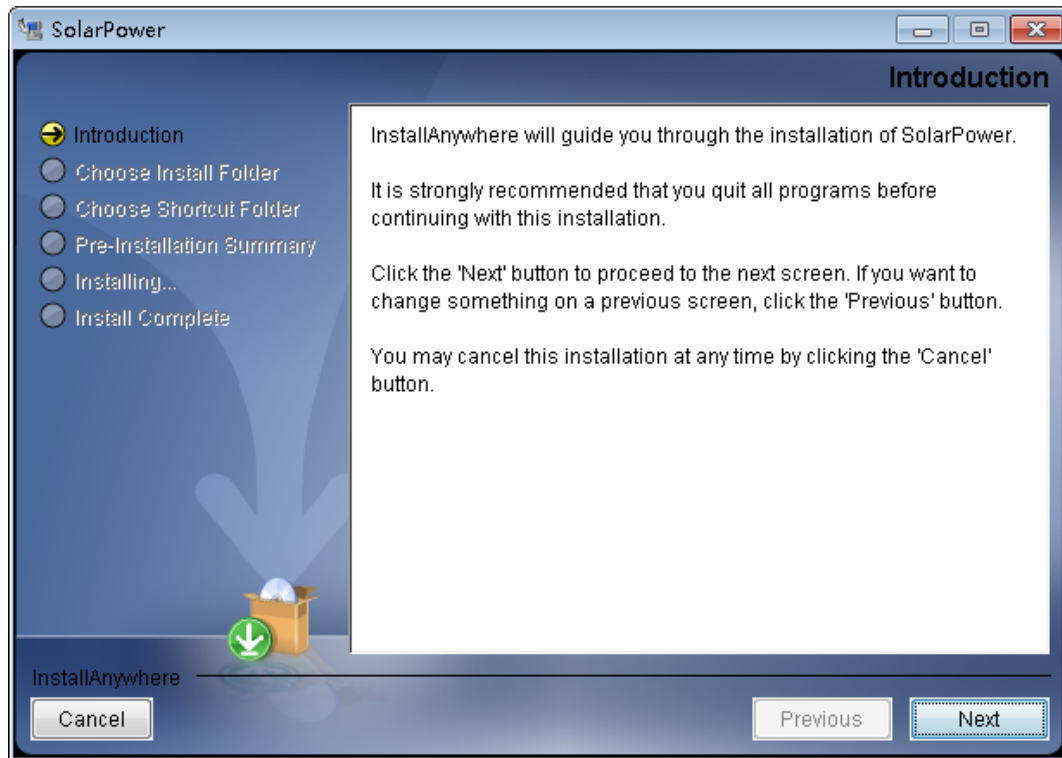 SolarPower
Introduction
Introduction
Choose Install Folder
Choose Shortcut Folder
Pre-Installation Summary
Installing...
Install Complete
InstallAnywhere will guide you through the installation of SolarPower.
It is strongly recommended that you quit all programs before
continuing with this installation.
Click the 'Next' button to proceed to the next screen. If you want to
change something on a previous screen, click the 'Previous' button.
You may cancel this installation at any time by clicking the 'Cancel'
button.
InstallAnywhere
Cancel
Previous
Next